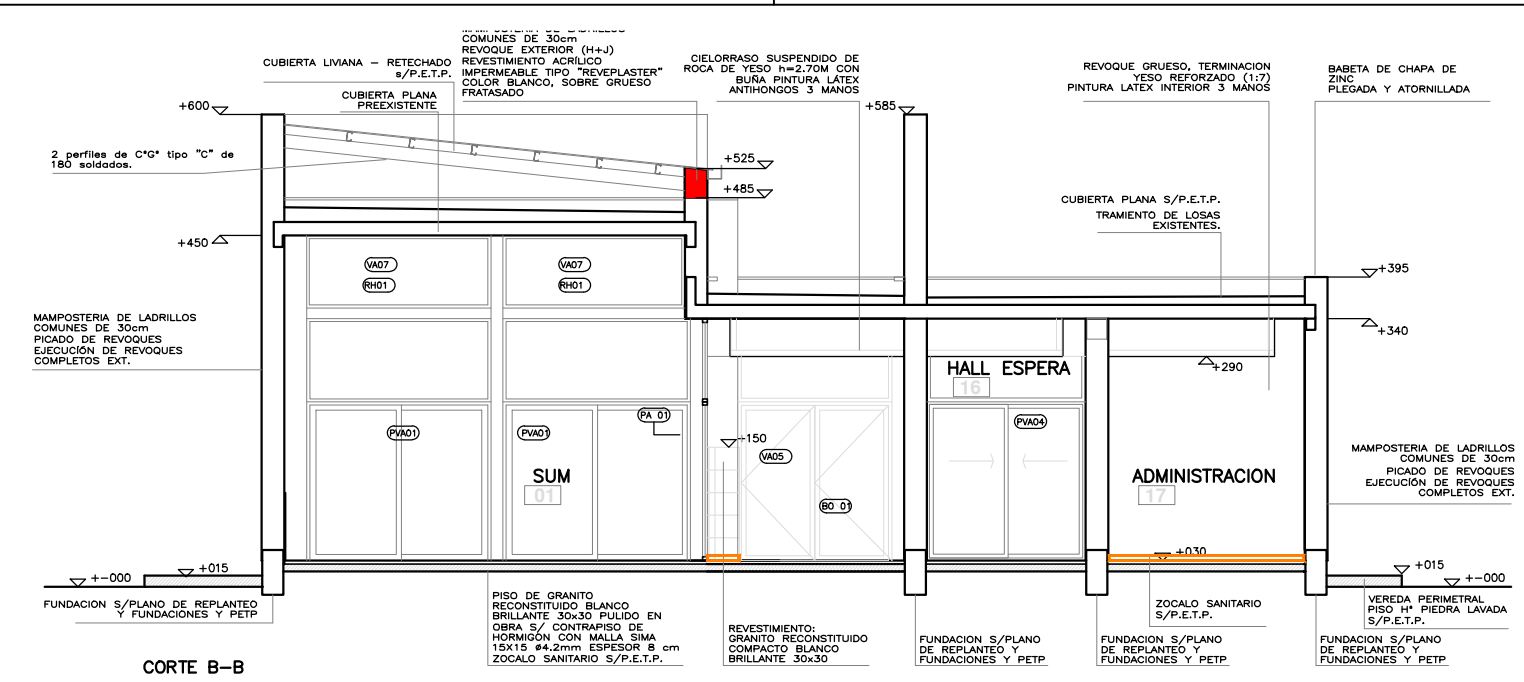 COMUNES DE 30cm
REVOQUE EXTERIOR (H+J)
REVESTIMIENTO ACRÍLICO
IMPERMEABLE TIPO "REVEPLASTER"
COLOR BLANCO, SOBRE GRUESO
FRATASADO
CUBIERTA LIVIANA – RETECHADO
s/P.E.T.P.
CUBIERTA PLANA
PREEXISTENTE
CIELORRASO SUSPENDIDO DE
ROCA DE YESO h=2.70M CON
BUÑA PINTURA LÁTEX
ANTIHONGOS 3 MANOS
REVOQUE GRUESO, TERMINACION
YESO REFORZADO (1:7)
PINTURA LATEX INTERIOR 3 MANOS
BABETA DE CHAPA DE
ZINC
PLEGADA Y ATORNILLADA
+600
+585
2 perfiles de C°G° tipo "C" de
180 soldados.
+525
+485
CUBIERTA PLANA S/P.E.T.P.
TRAMIENTO DE LOSAS
EXISTENTES.
+450
VA07
RH01
VA07
RH01
+395
+340
MAMPOSTERIA DE LADRILLOS
COMUNES DE 30cm
PICADO DE REVOQUES
EJECUCIÓN DE REVOQUES
COMPLETOS EXT.
+290
HALL ESPERA
16
PVA01
PVA01
PA 01
PVA04
+150
VA05
SUM
01
BO 01
ADMINISTRACION
17
MAMPOSTERIA DE LADRILLOS
COMUNES DE 30cm
PICADO DE REVOQUES
EJECUCIÓN DE REVOQUES
COMPLETOS EXT.
+030
+-000
+015
+015
+-000
FUNDACION S/PLANO DE REPLANTEO
Y FUNDACIONES Y PETP
PISO DE GRANITO
RECONSTITUIDO BLANCO
BRILLANTE 30x30 PULIDO EN
OBRA S/ CONTRAPISO DE
HORMIGÓN CON MALLA SIMA
15X15 Ø4.2mm ESPESOR 8 cm
ZOCALO SANITARIO S/P.E.T.P.
REVESTIMIENTO:
GRANITO RECONSTITUIDO
COMPACTO BLANCO
BRILLANTE 30x30
FUNDACION S/PLANO
DE REPLANTEO Y
FUNDACIONES Y PETP
ZOCALO SANITARIO
S/P.E.T.P.
FUNDACION S/PLANO
DE REPLANTEO Y
FUNDACIONES Y PETP
VEREDA PERIMETRAL
PISO H° PIEDRA LAVADA
S/P.E.T.P.
FUNDACION S/PLANO
DE REPLANTEO Y
FUNDACIONES Y PETP
CORTE B–B